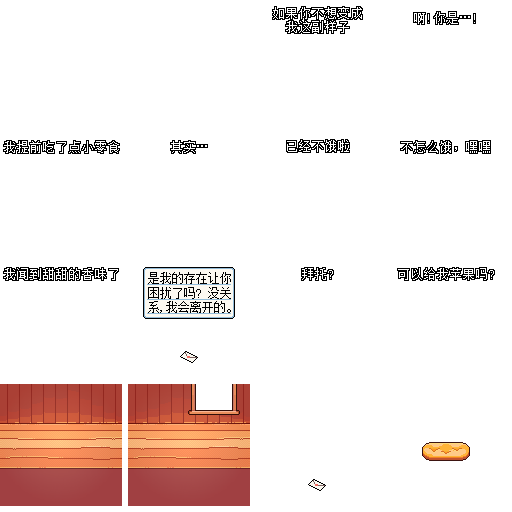 如果你不想变成
我这副样子
啊!你是…!
我提前吃了点小零食
其实…
已经不饿啦
不怎么饿，嘿嘿
我闻到甜甜的香味了
是我的存在让你
困扰了吗？没关
系,我会离开的。
拜托?
可以给我苹果吗?